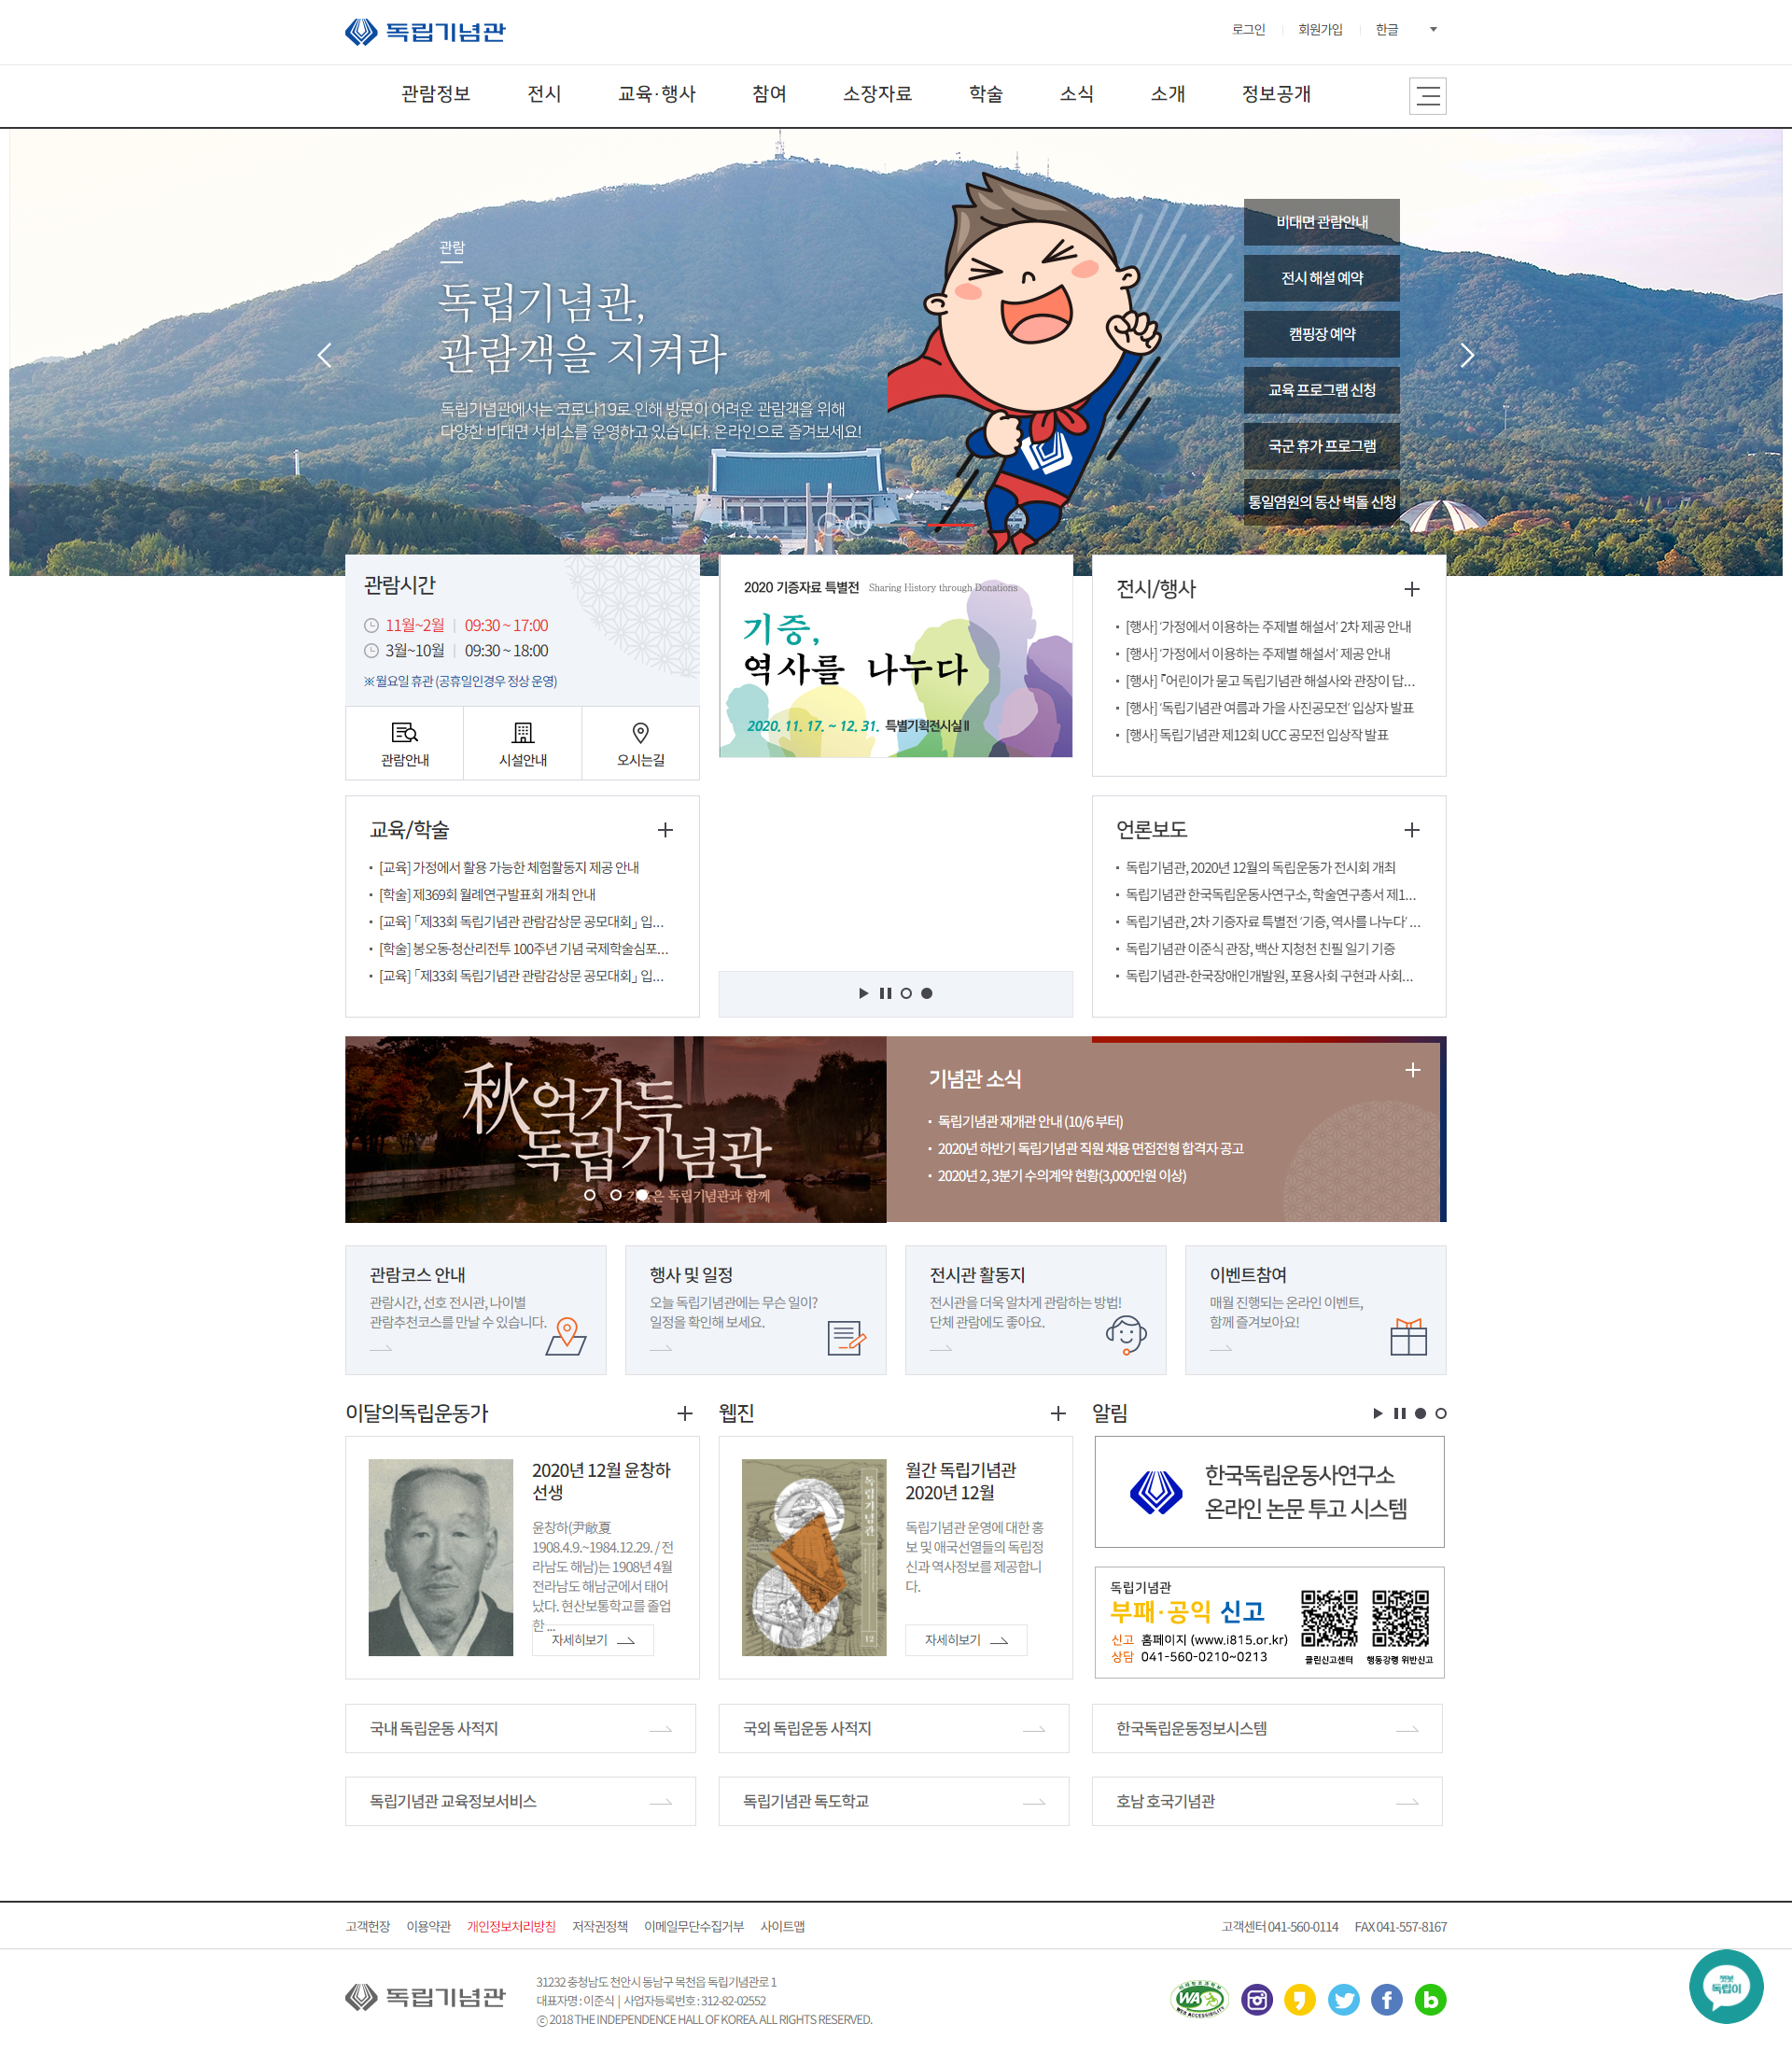 독립기념관
로그인 회원가입 한글
관람정보 전시 교육·행사 참여 소장자료 학술 소식 소개 정보공개
관람
독립기념관,
관람객을 지켜라
독립기념관에서는 코로나19로 인해 방문이 어려운 관람객을 위해
다양한 비대면 서비스를 운영하고 있습니다. 온라인으로 즐겨보세요!
비대면 관람안내
전시 해설 예약
캠핑장 예약
교육 프로그램 신청
국군 휴가 프로그램
통일염원의 동산 벽돌 신청
관람시간
11월~2월 | 09:30 ~ 17:00
3월~10월 | 09:30 ~ 18:00
※ 월요일 휴관 (공휴일인경우 정상 운영)
관람안내 시설안내 오시는길
2020 기증자료 특별전 Sharing History through Donations
기증,
역사를 나누다
2020. 11. 17. ~ 12. 31. 특별기획전시실 Ⅱ
전시/행사
[행사] '가정에서 이용하는 주제별 해설서' 2차 제공 안내
[행사] '가정에서 이용하는 주제별 해설서' 제공 안내
[행사] 『어린이가 묻고 독립기념관 해설사와 관장이 답...
[행사] '독립기념관 여름과 가을 사진공모전' 입상자 발표
[행사] 독립기념관 제12회 UCC 공모전 입상작 발표
교육/학술
[교육] 가정에서 활용 가능한 체험활동지 제공 안내
[학술] 제369회 월례연구발표회 개최 안내
[교육] 「제33회 독립기념관 관람감상문 공모대회」 입...
[학술] 봉오동·청산리전투 100주년 기념 국제학술심포...
[교육] 「제33회 독립기념관 관람감상문 공모대회」 입...
언론보도
독립기념관, 2020년 12월의 독립운동가 전시회 개최
독립기념관 한국독립운동사연구소, 학술연구총서 제1...
독립기념관, 2차 기증자료 특별전 '기증, 역사를 나누다' ...
독립기념관 이준식 관장, 백산 지청천 친필 일기 기증
독립기념관-한국장애인개발원, 포용사회 구현과 사회...
秋억가득
독립기념관
가을은 독립기념관과 함께
기념관 소식
독립기념관 재개관 안내 (10/6 부터)
2020년 하반기 독립기념관 직원 채용 면접전형 합격자 공고
2020년 2, 3분기 수의계약 현황(3,000만원 이상)
관람코스 안내
관람시간, 선호 전시관, 나이별
관람추천코스를 만날 수 있습니다.
행사 및 일정
오늘 독립기념관에는 무슨 일이?
일정을 확인해 보세요.
전시관 활동지
전시관을 더욱 알차게 관람하는 방법!
단체 관람에도 좋아요.
이벤트참여
매월 진행되는 온라인 이벤트,
함께 즐겨보아요!
이달의독립운동가
2020년 12월 윤창하
선생
윤창하(尹敞夏
1908.4.9.~1984.12.29. / 전
라남도 해남)는 1908년 4월
전라남도 해남군에서 태어
났다. 현산보통학교를 졸업
한 ...
자세히보기
웹진
독립기념관
12
월간 독립기념관
2020년 12월
독립기념관 운영에 대한 홍
보 및 애국선열들의 독립정
신과 역사정보를 제공합니
다.
자세히보기
알림
한국독립운동사연구소
온라인 논문 투고 시스템
독립기념관
부패·공익 신고
신고 홈페이지 (www.i815.or.kr)
상담 041-560-0210~0213
클린신고센터 행동강령 위반신고
국내 독립운동 사적지
국외 독립운동 사적지
한국독립운동정보시스템
독립기념관 교육정보서비스
독립기념관 독도학교
호남 호국기념관
고객헌장 이용약관 개인정보처리방침 저작권정책 이메일무단수집거부 사이트맵
고객센터 041-560-0114 FAX 041-557-8167
독립기념관
31232 충청남도 천안시 동남구 목천읍 독립기념관로 1
대표자명 : 이준식 | 사업자등록번호 : 312-82-02552
ⓒ 2018 THE INDEPENDENCE HALL OF KOREA. ALL RIGHTS RESERVED.
WA
WEB ACCESSIBILITY
챗봇
독립이